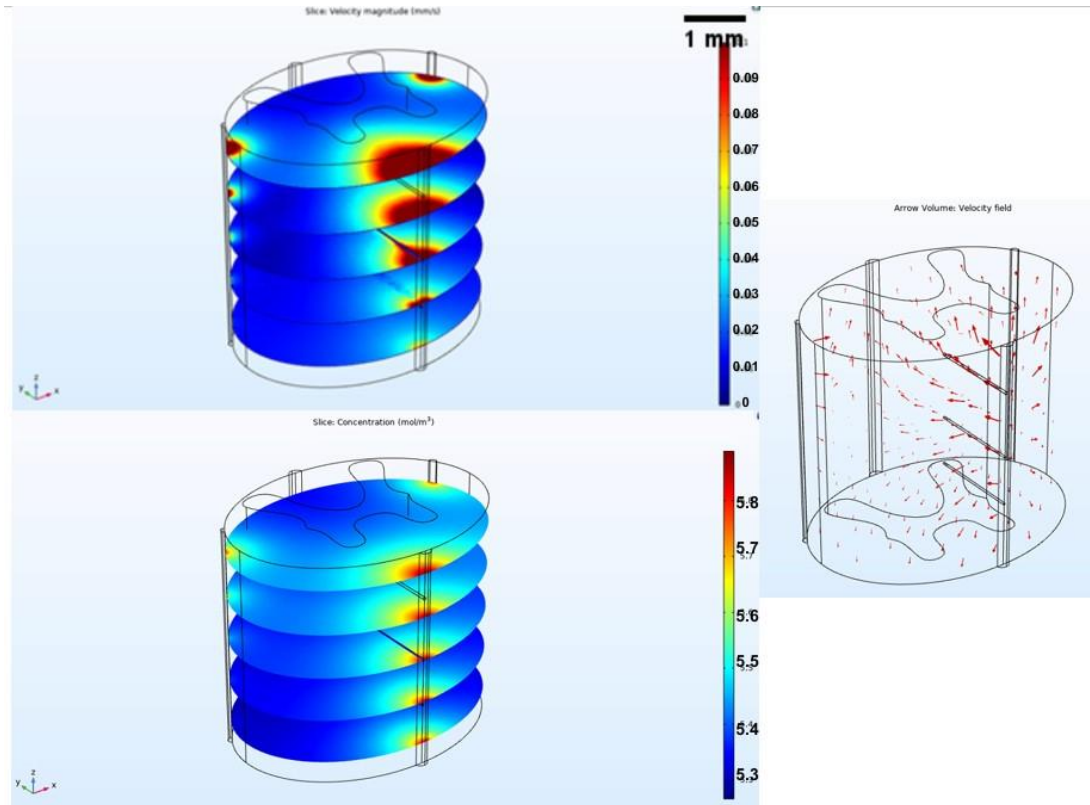 Slice: Velocity magnitude (mm/s)
1 mm
0.09
0.08
0.07
0.06
0.05
0.04
0.03
0.02
0.01
0
y z x
Arrow Volume: Velocity field
Slice: Concentration (mol/m³)
5.8
5.7
5.6
5.5
5.4
5.3
y z x